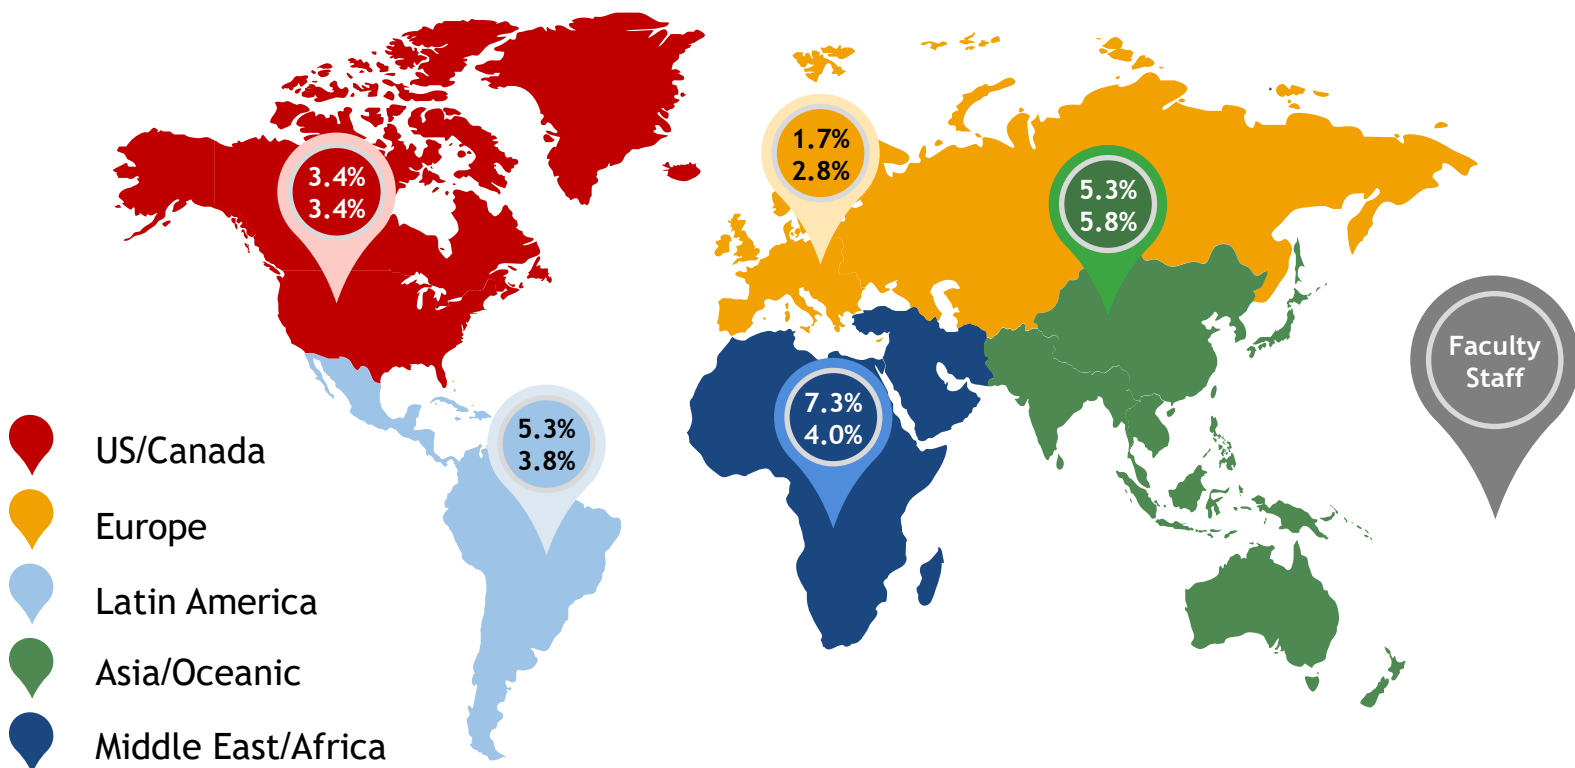 1.7%
2.8%
3.4%
3.4%
5.3%
5.8%
Faculty
Staff
7.3%
4.0%
5.3%
3.8%
US/Canada
Europe
Latin America
Asia/Oceanic
Middle East/Africa